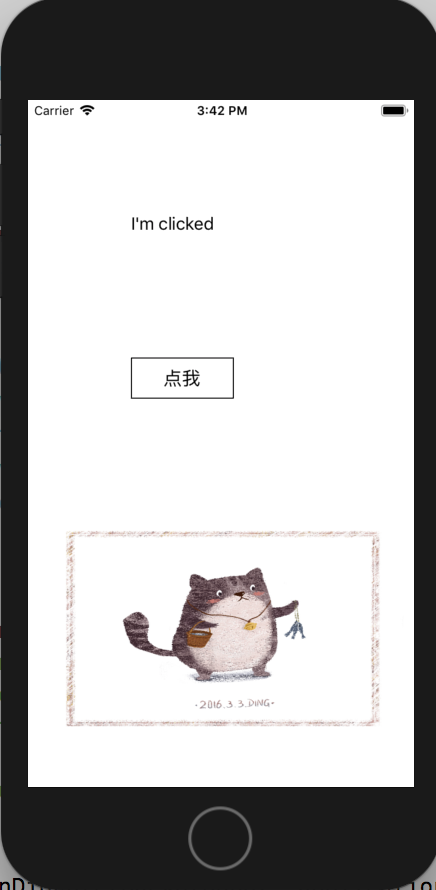 Carrier 3:42 PM
I'm clicked
点我
·2016.3.3.DING·